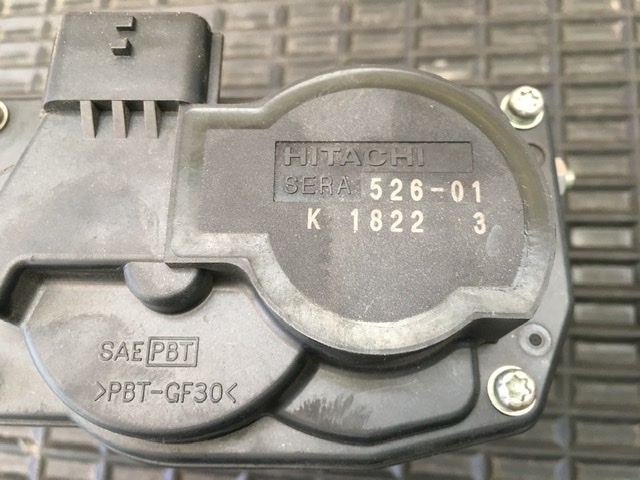 HITACHI
SERA 526-01
K 1822 3
SAE PBT
>PBT-GF30<